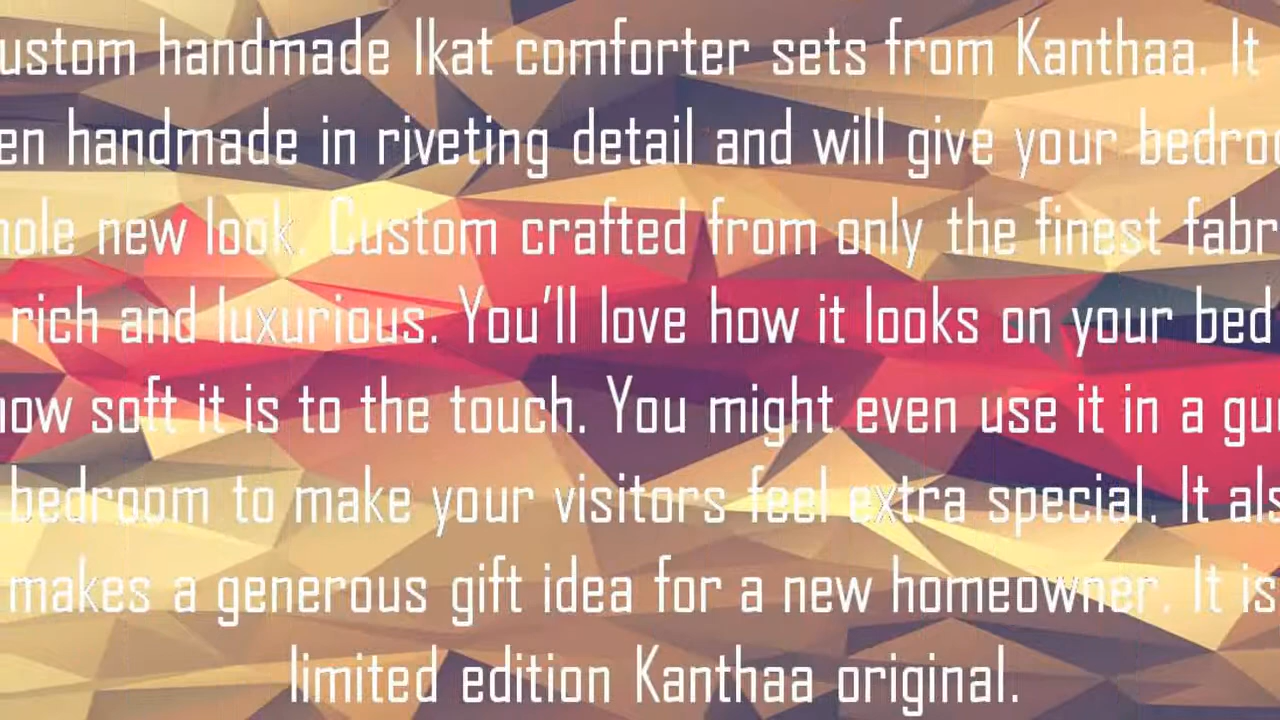 ustom handmade Ikat comforter sets from Kanthaa. It
en handmade in riveting detail and will give your bedroo
hole new look. Custom crafted from only the finest fabr
rich and luxurious. You'll love how it looks on your bed
how soft it is to the touch. You might even use it in a gue
bedroom to make your visitors feel extra special. It als
makes a generous gift idea for a new homeowner. It is
limited edition Kanthaa original.